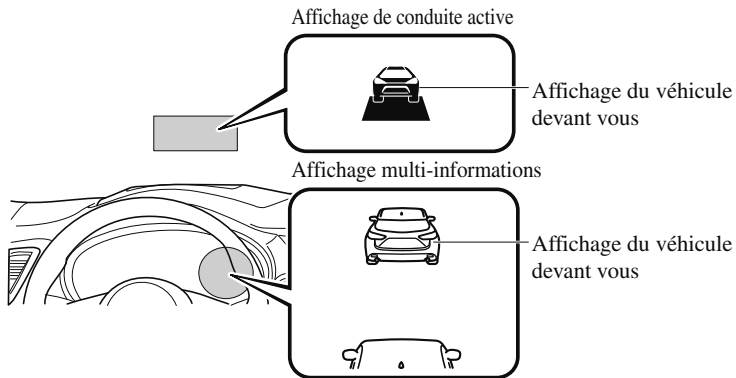 Affichage de conduite active
Affichage du véhicule
devant vous
Affichage multi-informations
Affichage du véhicule
devant vous